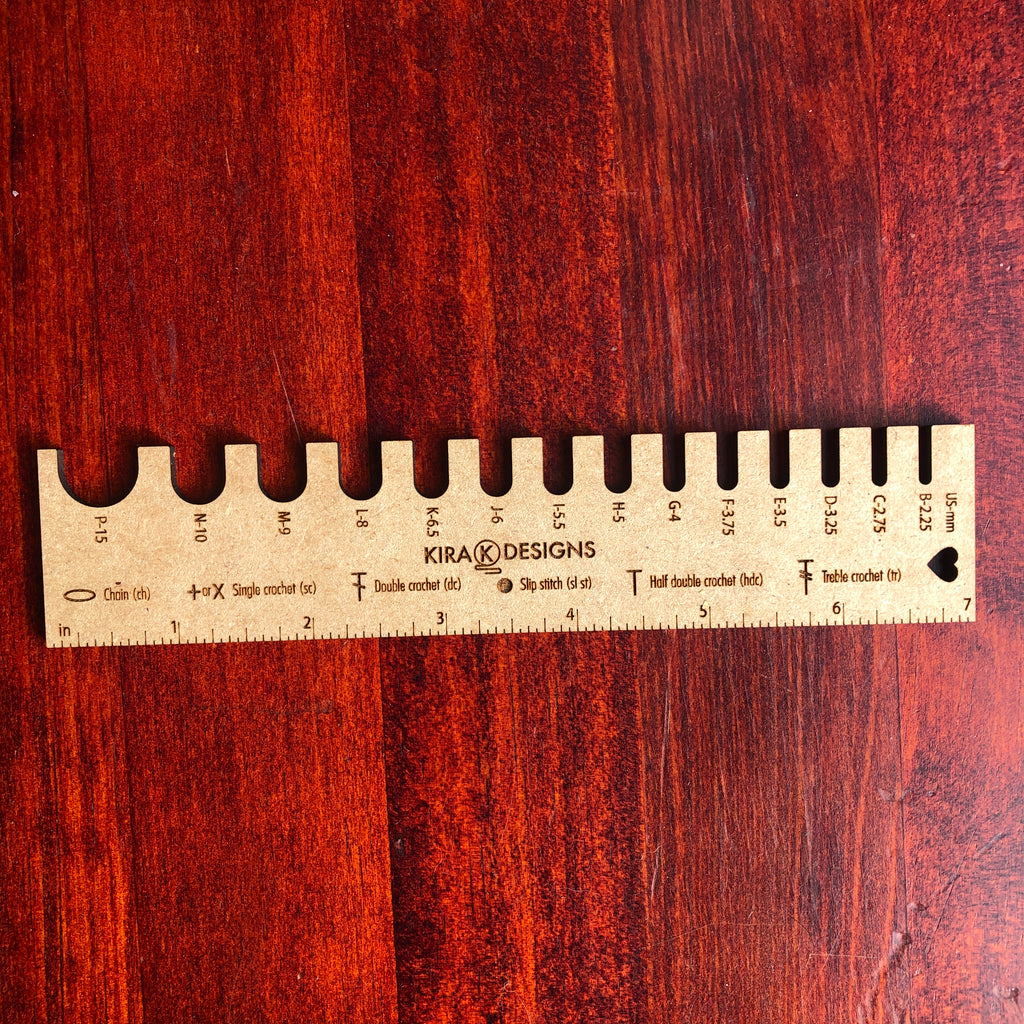 P-15 N-10 M-9 L-8 K-6.5 J-6 I-5.5 H-5 G-4 F-3.75 E-3.5 D-3.25 C-2.75 B-2.25 US-mm
KIRA K DESIGNS
Chain (ch) + or X Single crochet (sc) Double crochet (dc) Slip stitch (sl st) Half double crochet (hdc) Treble crochet (tr)
in 1 2 3 4 5 6 7